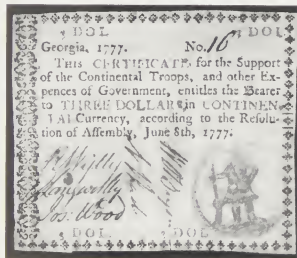 DOL DOL
Georgia, 1777. No. 16
THIS CERTIFICATE, for the Support
of the Continental Troops, and other Ex-
pences of Government, entitles the Bearer
to THREE DOLLARS in CONTINEN
TAL Currency, according to the Resolu-
tion of Assembly, June 8th, 1777.
Wood
DOL. DOL